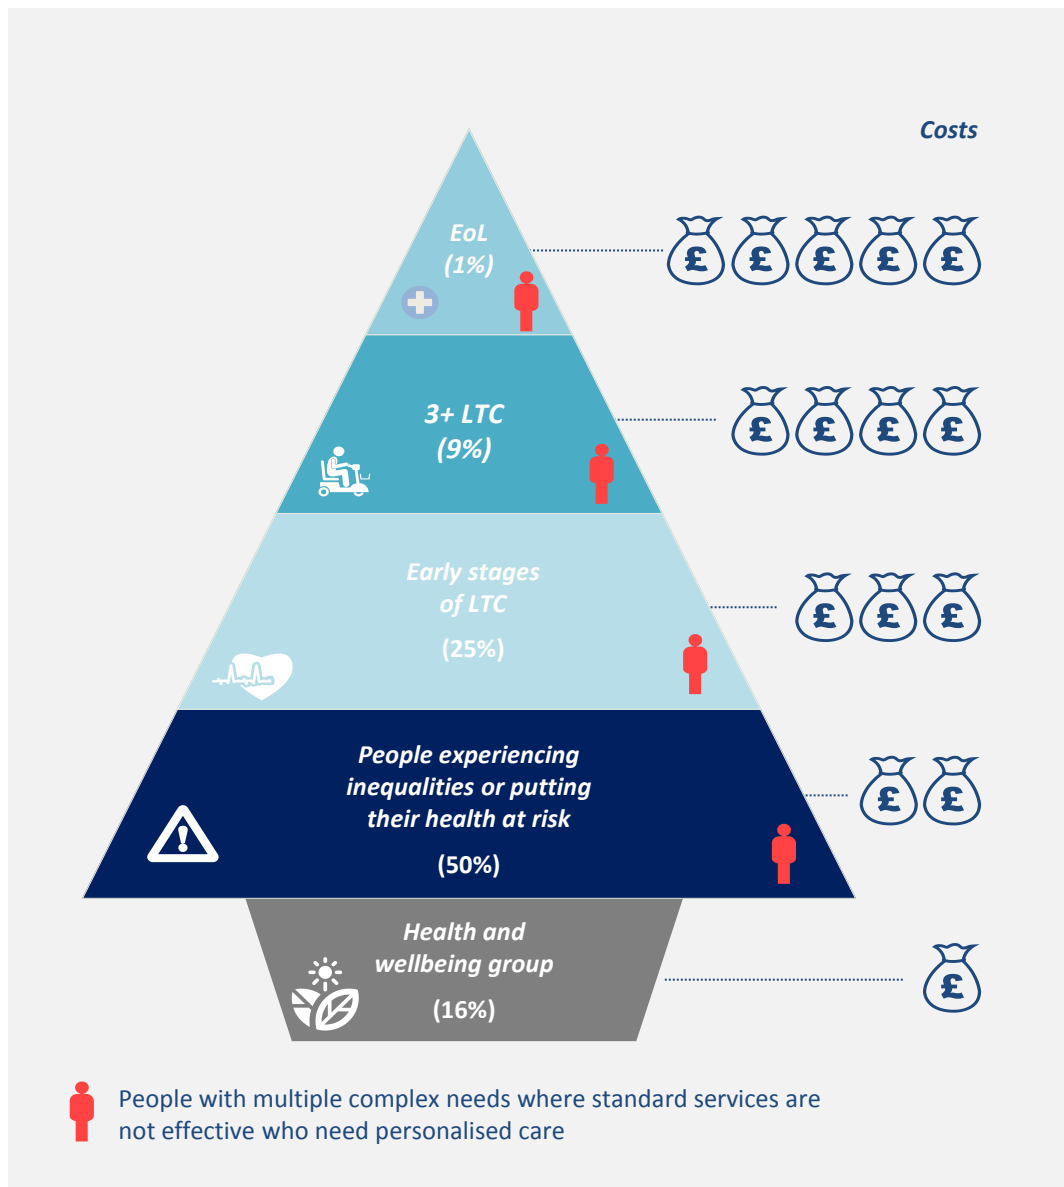 Costs
EoL
(1%)
£ £ £ £ £
3+ LTC
(9%)
£ £ £ £
Early stages
of LTC
(25%)
£ £ £
People experiencing
inequalities or putting
their health at risk
(50%)
£ £
Health and
wellbeing group
(16%)
£
People with multiple complex needs where standard services are
not effective who need personalised care